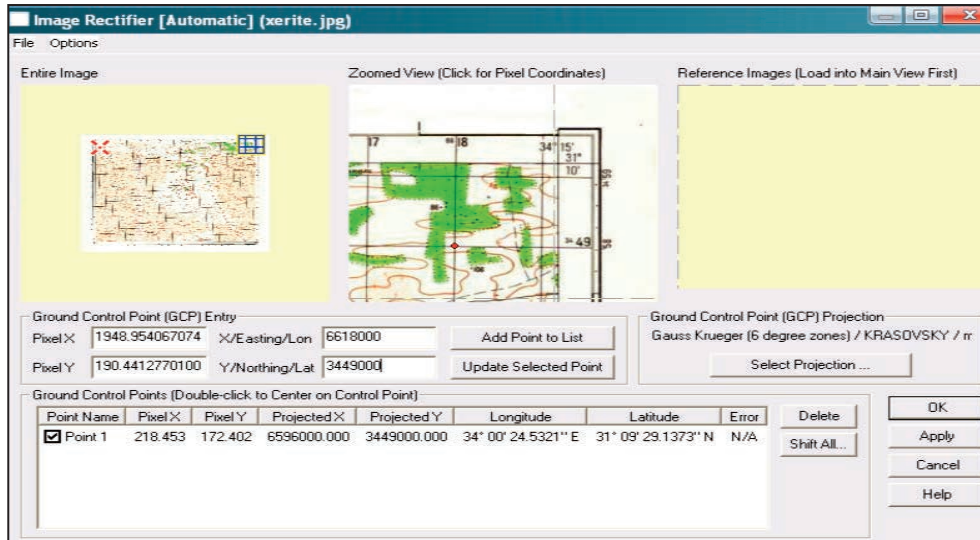 Image Rectifier [Automatic] (xerite.jpg)
File Options
Entire Image
Zoomed View (Click for Pixel Coordinates)
Reference Images (Load into Main View First)
17 18 34° 15'
31°
10'
49
Ground Control Point (GCP) Entry
Pixel X 1948.954067074 X/Easting/Lon 6618000 Add Point to List
Pixel Y 190.4412770100 Y/Northing/Lat 3449000 Update Selected Point
Ground Control Point (GCP) Projection
Gauss Krueger (6 degree zones) / KRASOVSKY / m
Select Projection ...
Ground Control Points (Double-click to Center on Control Point)
Point Name Pixel X Pixel Y Projected X Projected Y Longitude Latitude Error
Point 1 218.453 172.402 6596000.000 3449000.000 34° 00' 24.5321'' E 31° 09' 29.1373'' N N/A
Delete
Shift All...
OK
Apply
Cancel
Help